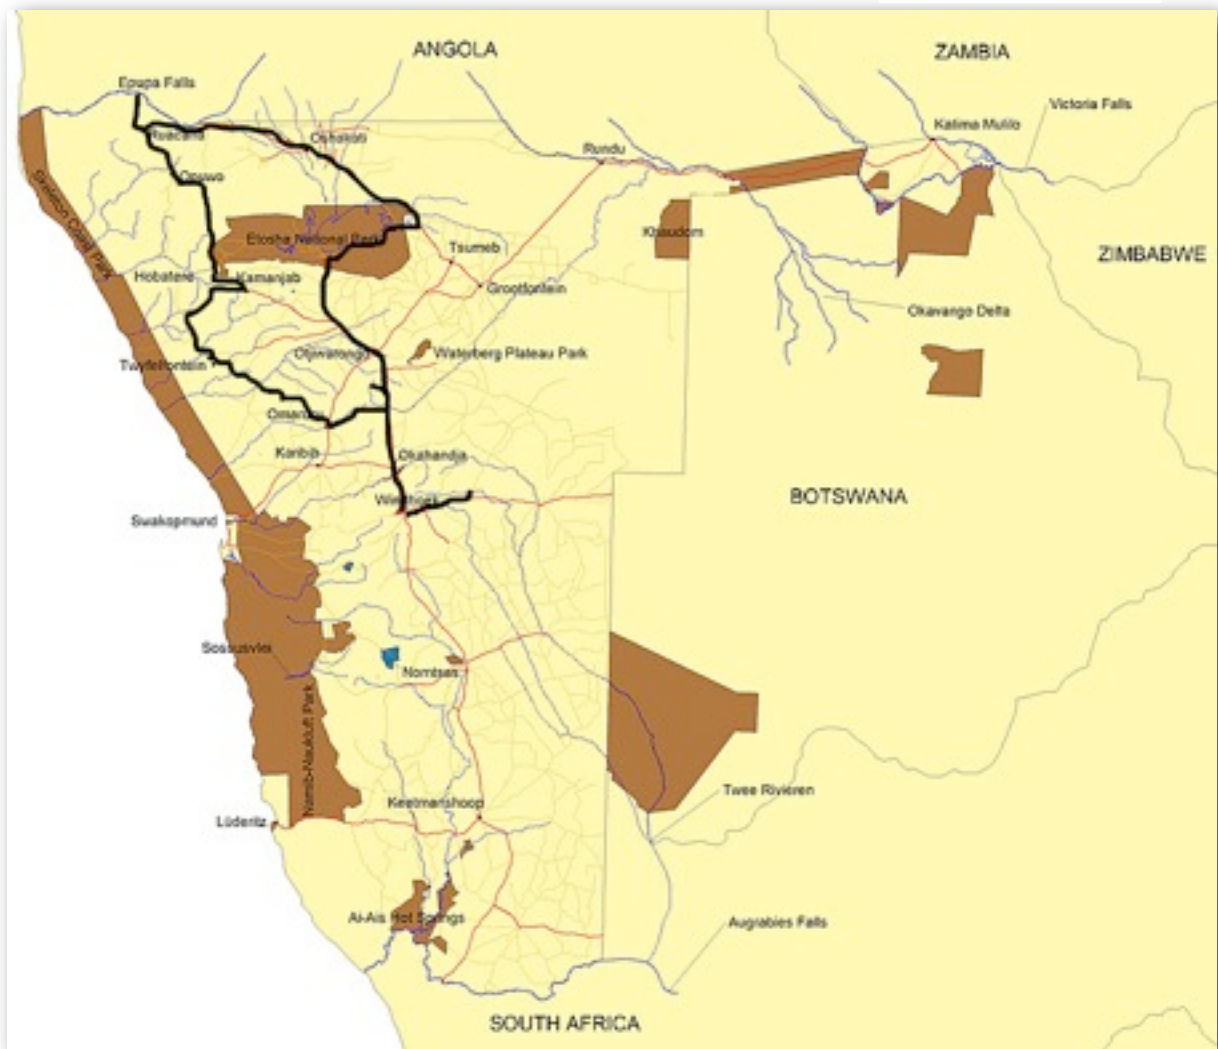 ANGOLA
ZAMBIA
Epupa Falls
Victoria Falls
Katima Mulilo
Ruacana
Oshakati
Rundu
Opuwo
Skeleton Coast Park
Khaudom
Etosha National Park
Tsumeb
ZIMBABWE
Hobatere
Kamanjab
Grootfontein
Okavango Delta
Otjiwarongo
Waterberg Plateau Park
Twyfelfontein
Omaruru
Karibib
Okahandja
BOTSWANA
Windhoek
Swakopmund
Sossusvlei
Nomtsas
Namib-Naukluft Park
Twee Rivieren
Keetmanshoop
Lüderitz
Ai-Ais Hot Springs
Augrabies Falls
SOUTH AFRICA